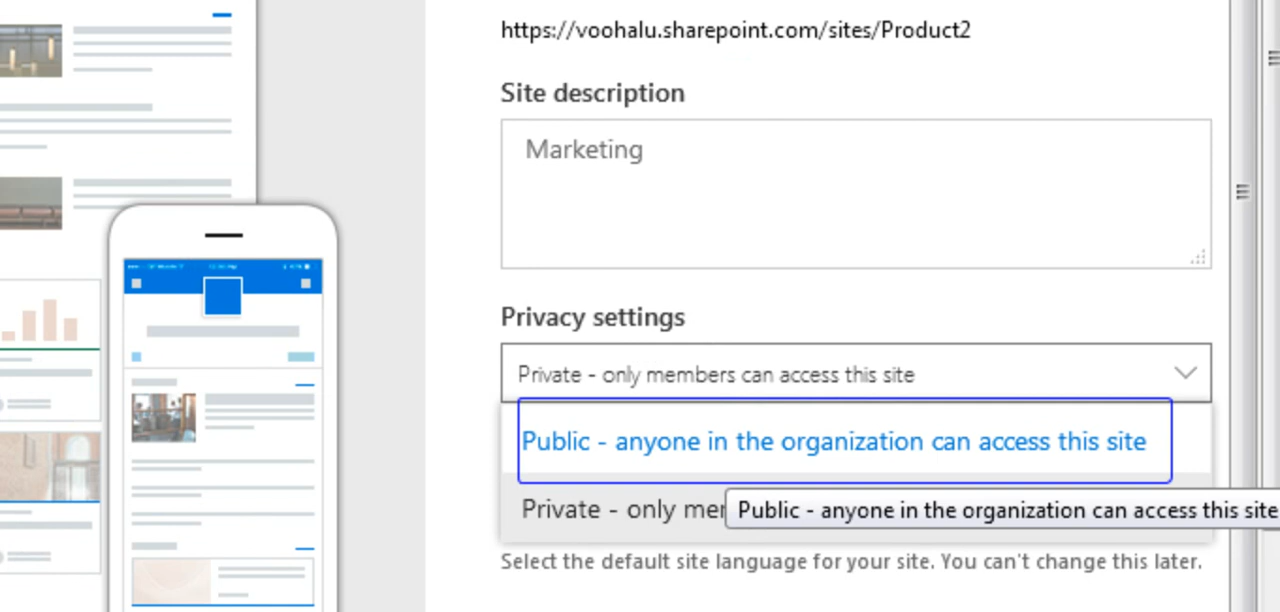 https://voohalu.sharepoint.com/sites/Product2
Site description
Marketing
Privacy settings
Private - only members can access this site
Public - anyone in the organization can access this site
Private - only mem
Public - anyone in the organization can access this site
Select the default site language for your site. You can't change this later.